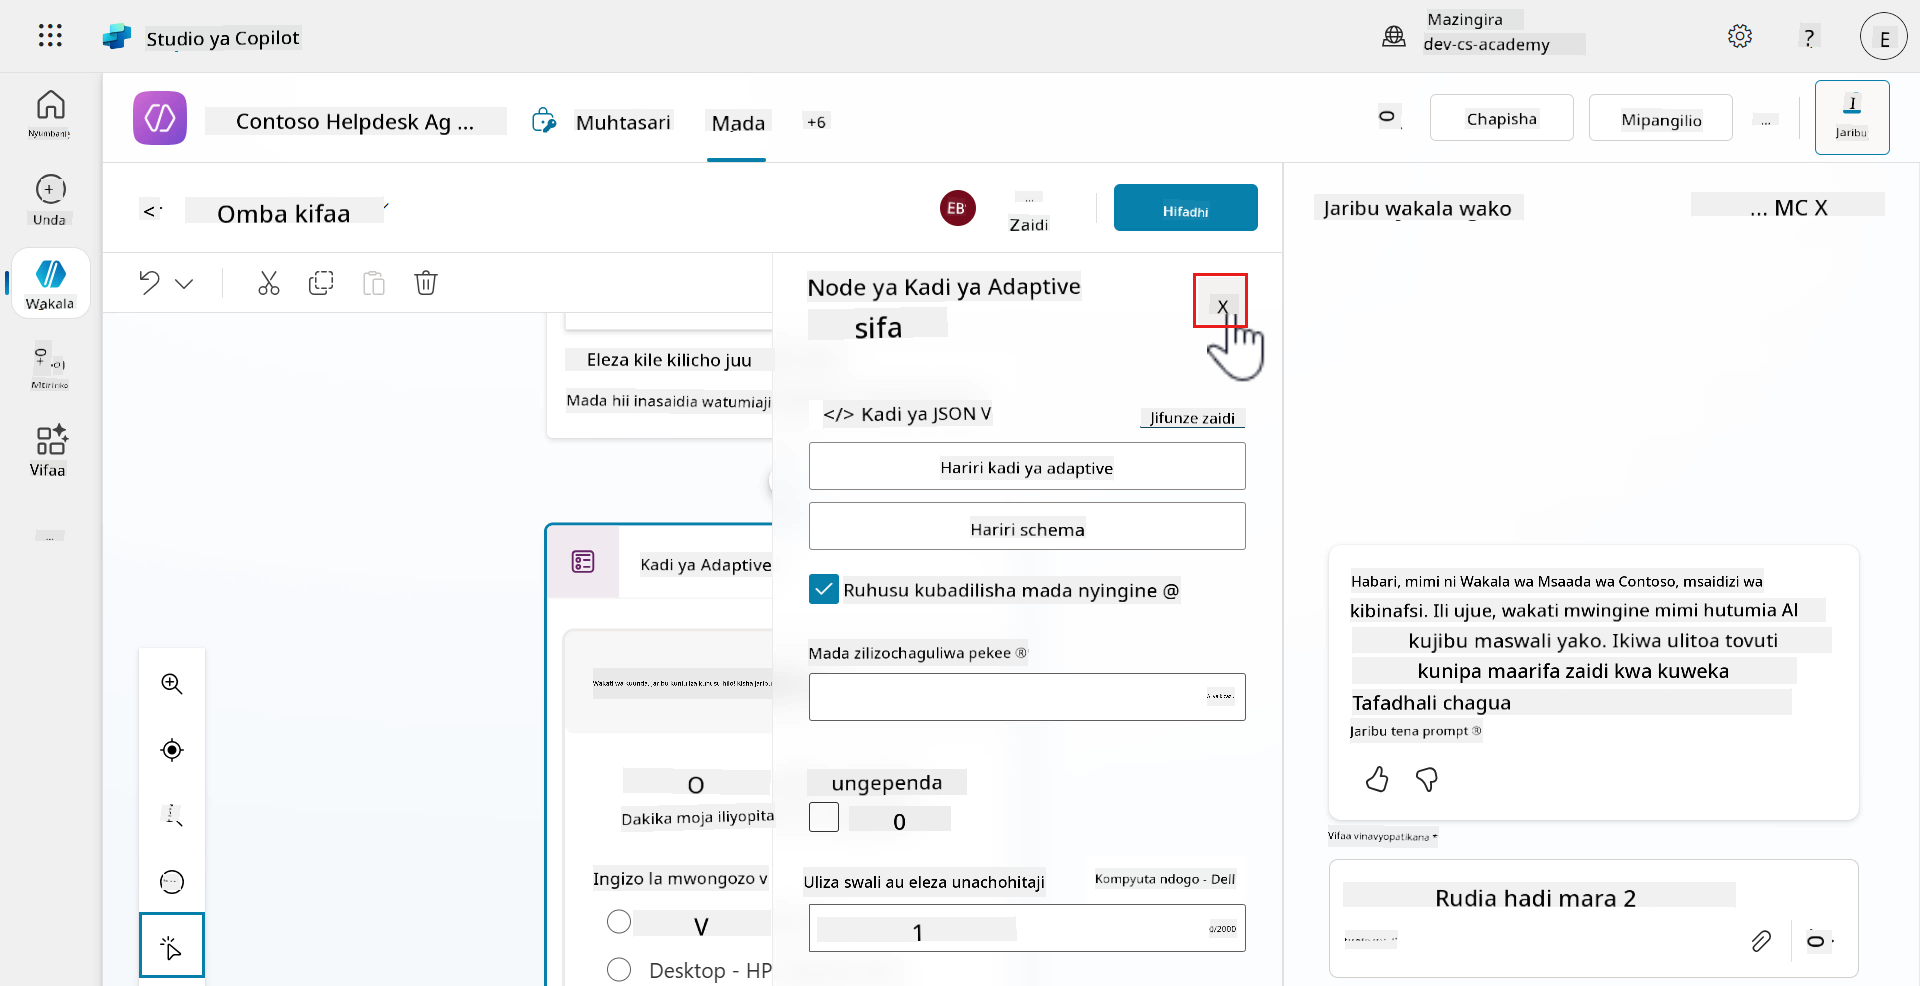 Studio ya Copilot
Mazingira
dev-cs-academy
?
E
Nyumbani
Contoso Helpdesk Ag ...
Muhtasari
Mada
+6
Chapisha
Mipangilio
...
Jaribu
Unda
< Omba kifaa
EB
...
Zaidi
Hifadhi
Jaribu wakala wako
... MC X
Wakala
Node ya Kadi ya Adaptive
sifa
X
Eleza kile kilicho juu
Mada hii inasaidia watumiaji
</> Kadi ya JSON V
Jifunze zaidi
Hariri kadi ya adaptive
Hariri schema
Vifaa
...
Kadi ya Adaptive
Ruhusu kubadilisha mada nyingine @
Mada zilizochaguliwa pekee ®
Habari, mimi ni Wakala wa Msaada wa Contoso, msaidizi wa
kibinafsi. Ili ujue, wakati mwingine mimi hutumia AI
kujibu maswali yako. Ikiwa ulitoa tovuti
kunipa maarifa zaidi kwa kuweka
Tafadhali chagua
Jaribu tena prompt ®
O
Dakika moja iliyopita
ungependa
0
Vifaa vinavyopatikana
Ingizo la mwongozo v
V
Desktop - HP
Uliza swali au eleza unachohitaji
Kompyuta ndogo - Dell
1
0/2000
Rudia hadi mara 2